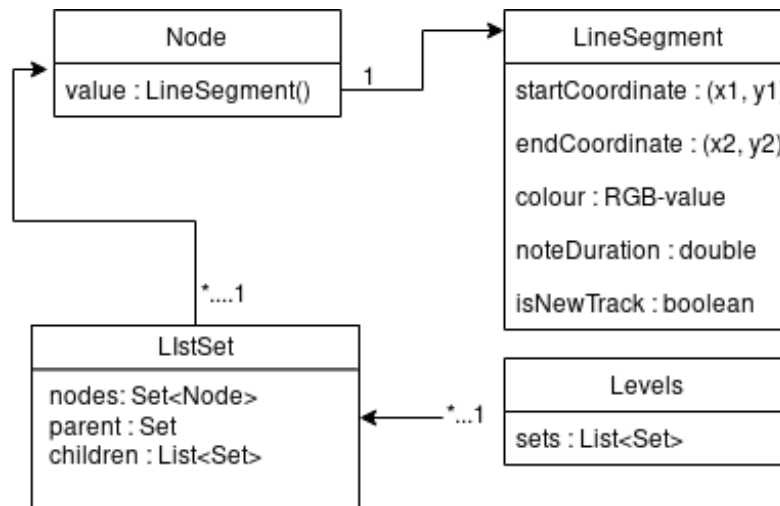 Node
value : LineSegment()
1
LineSegment
startCoordinate : (x1, y1)
endCoordinate : (x2, y2)
colour : RGB-value
noteDuration : double
isNewTrack : boolean
*....1
LIstSet
nodes: Set<Node>
parent : Set
children : List<Set>
*...1
Levels
sets : List<Set>